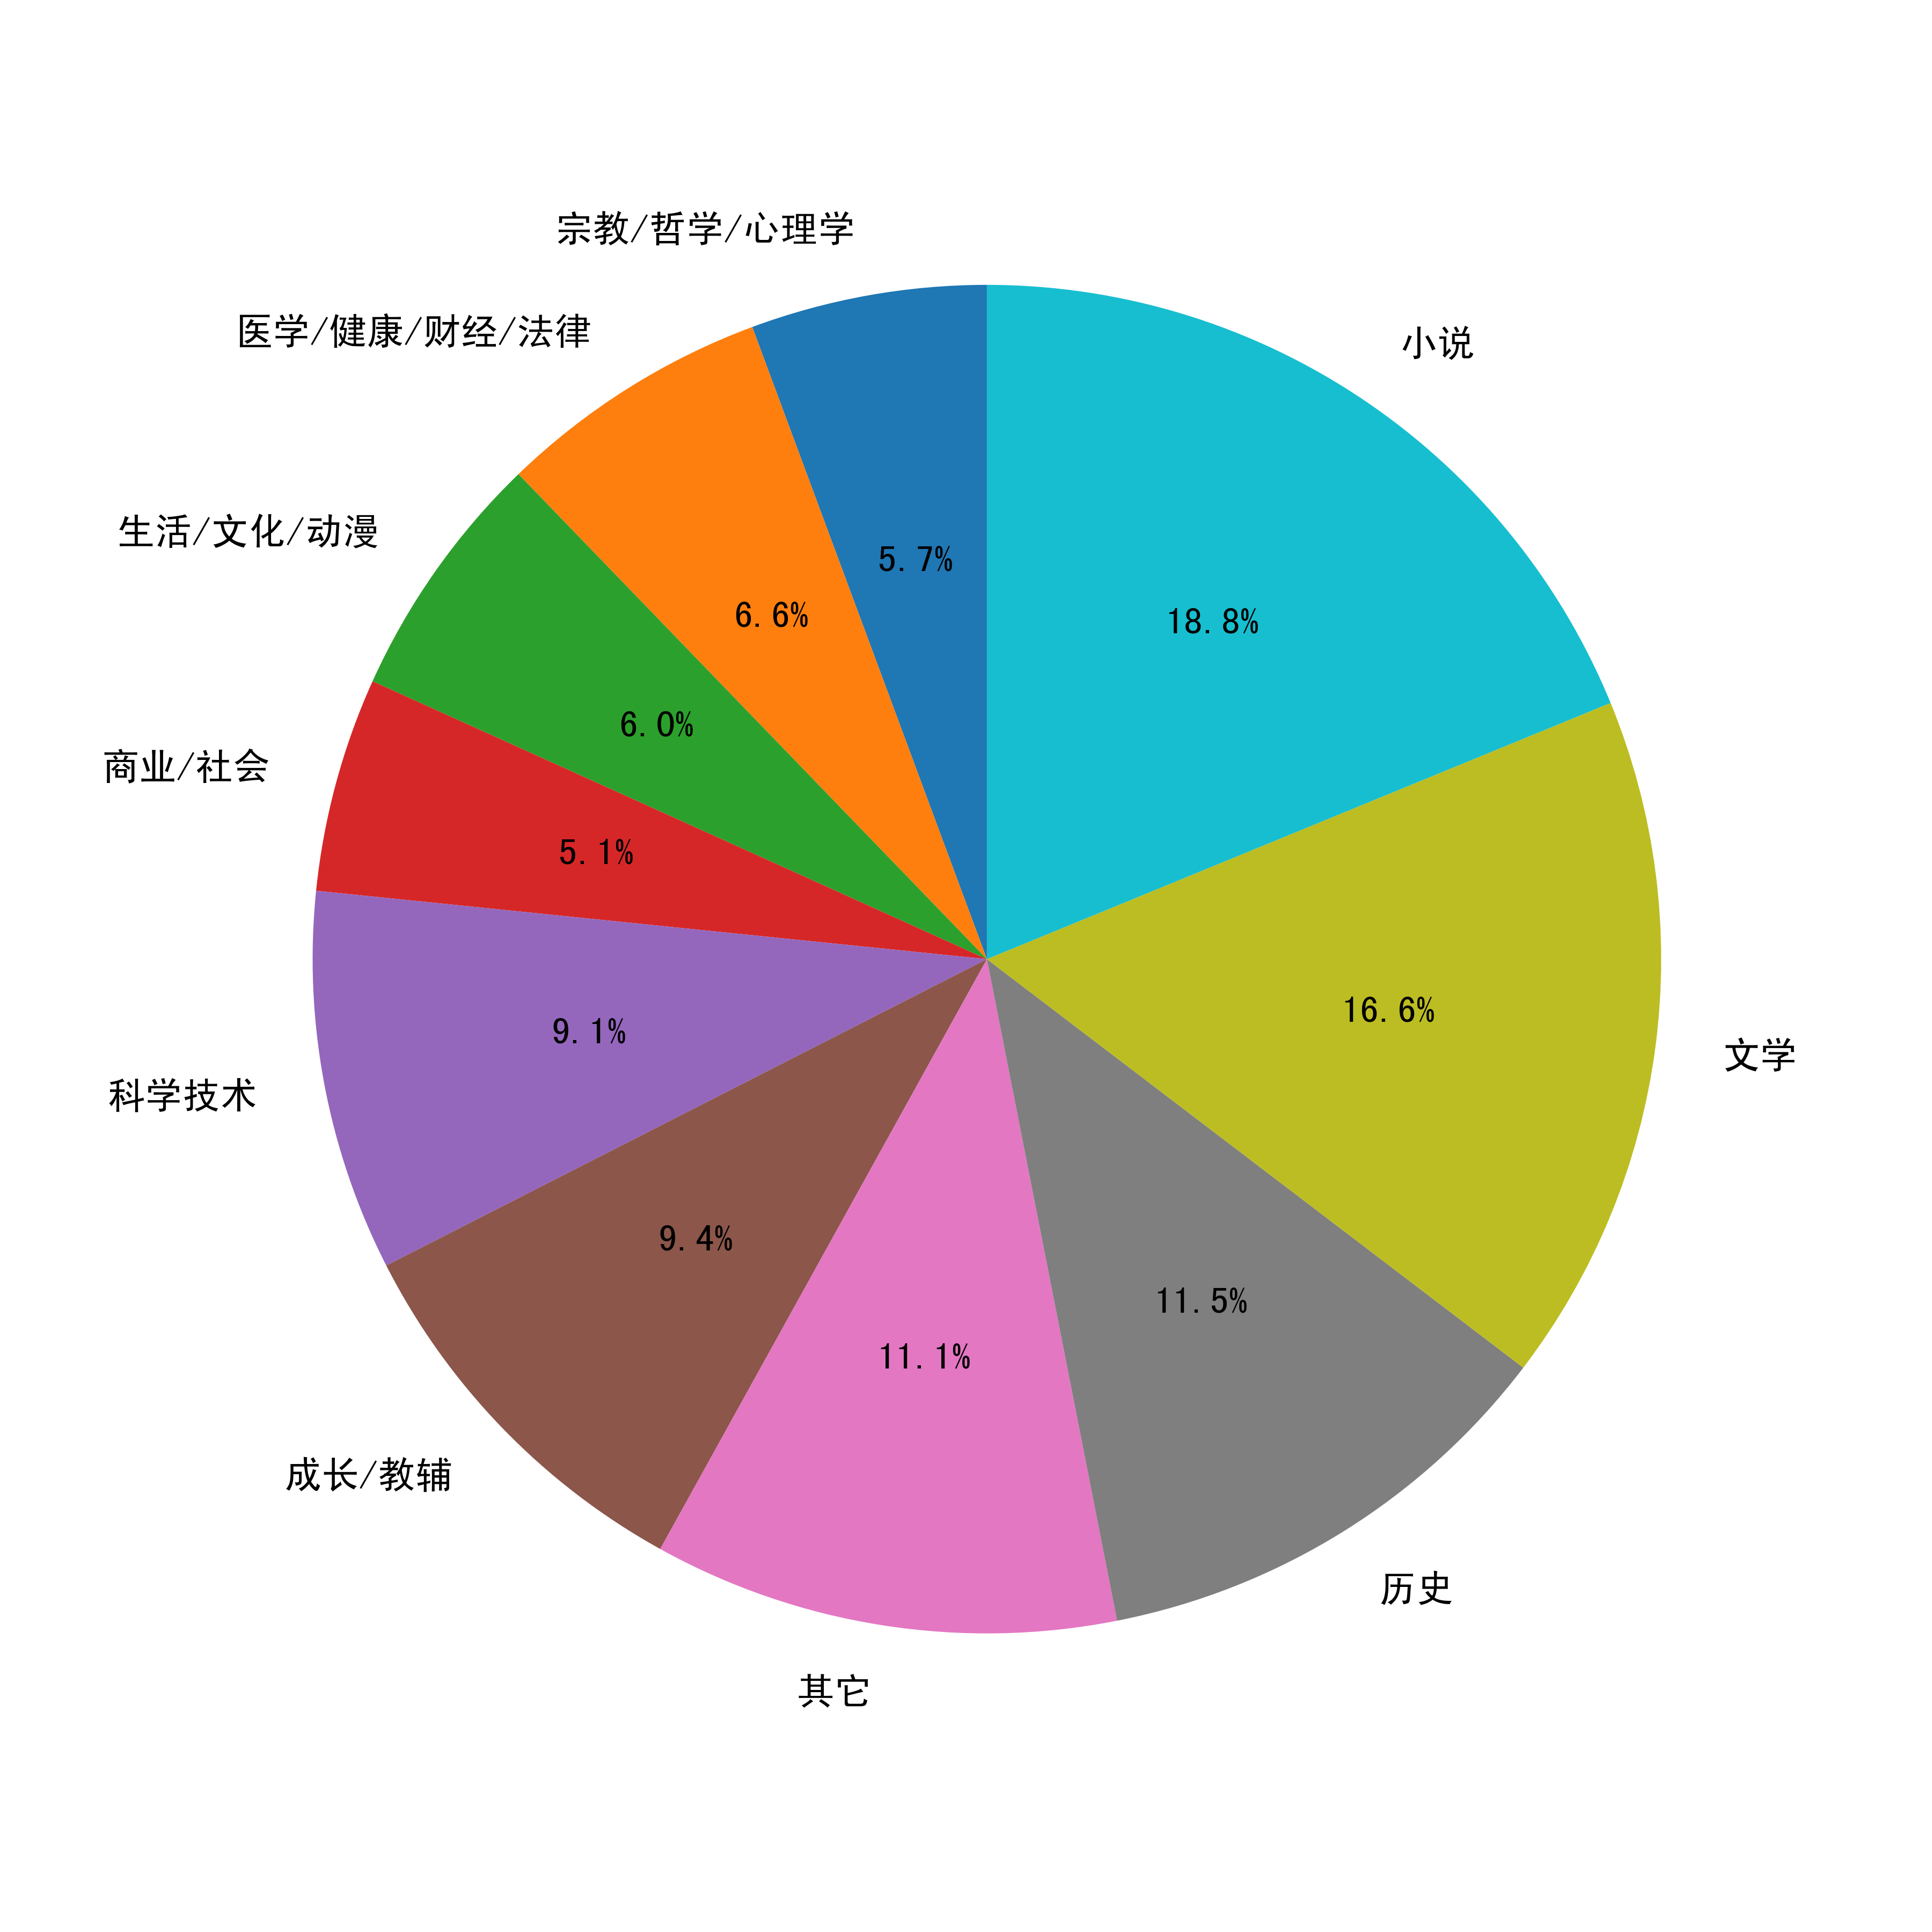 宗教/哲学/心理学
医学/健康/财经/法律
小说
生活/文化/动漫
5.7%
6.6%
18.8%
6.0%
商业/社会
5.1%
9.1%
16.6%
文学
科学技术
9.4%
11.5%
11.1%
成长/教辅
历史
其它